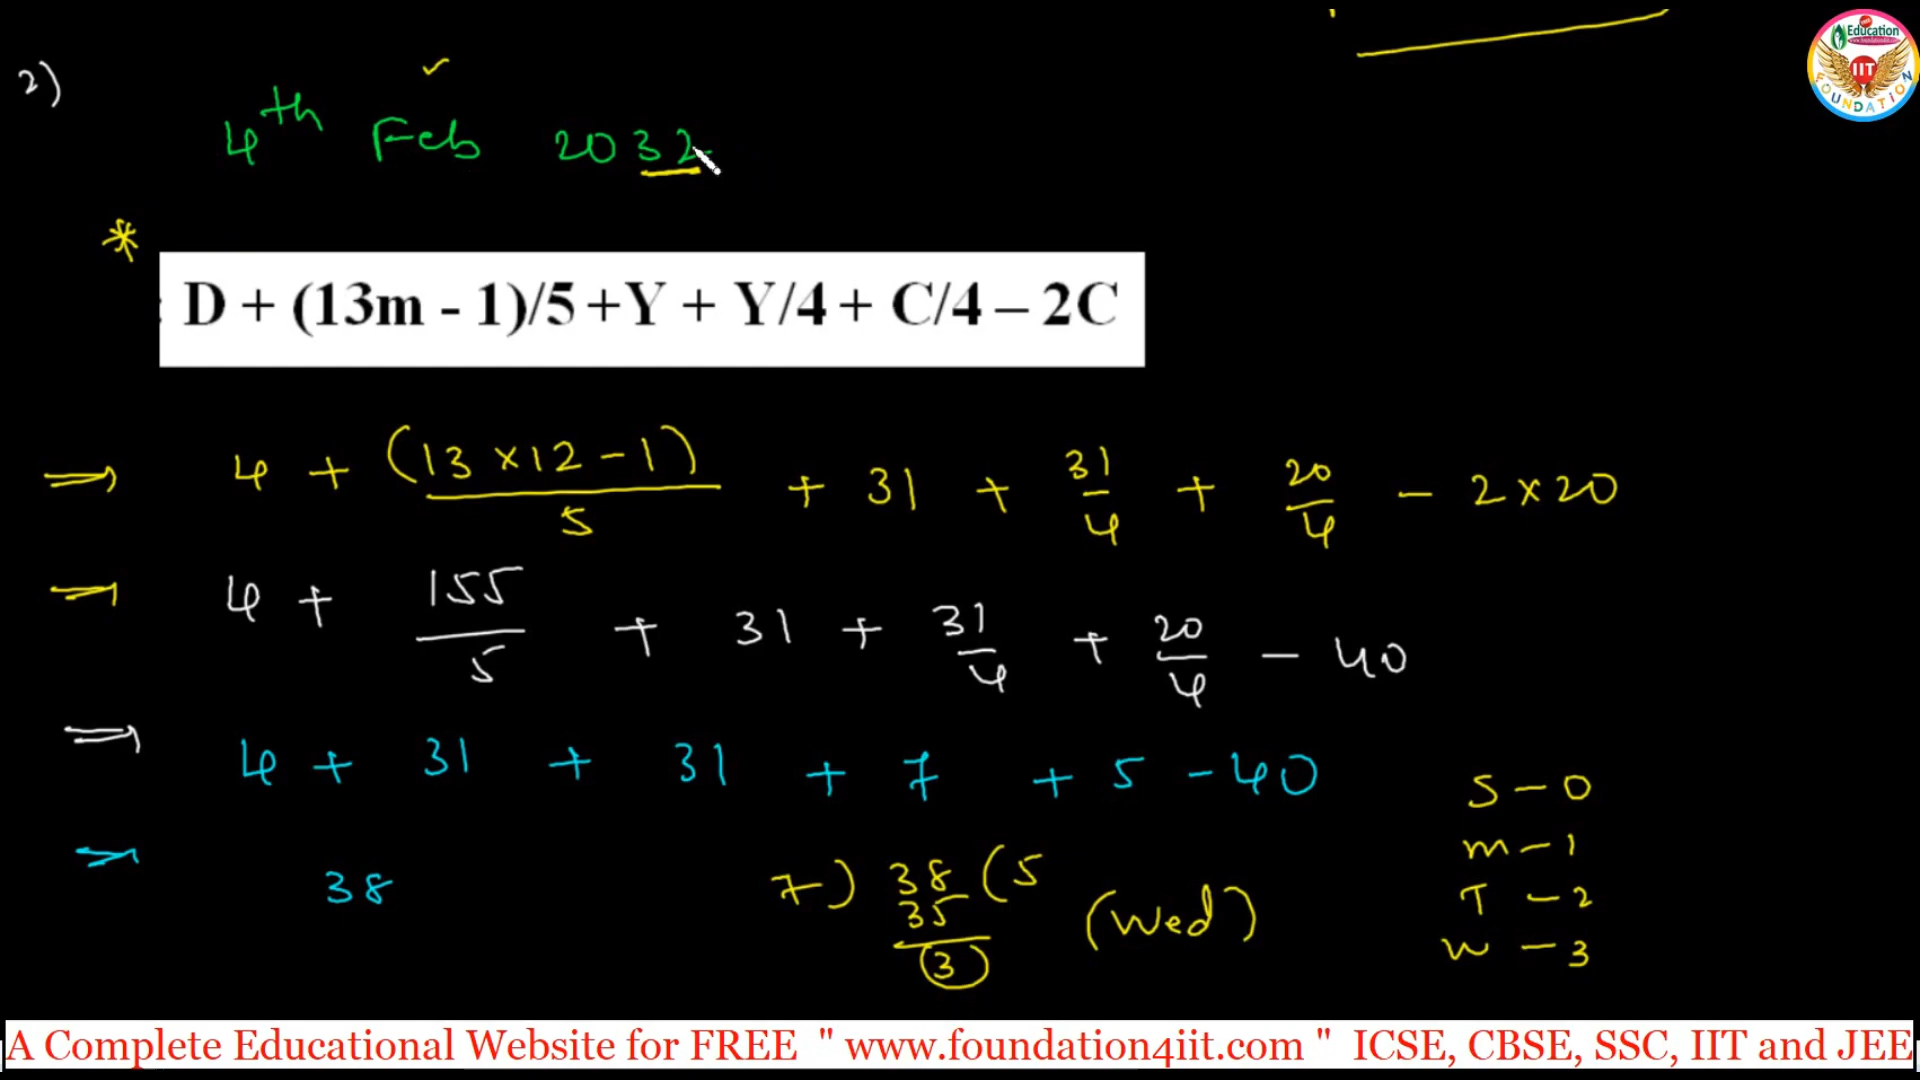 2)
4th Feb 2032
*
D + (13m - 1)/5 +Y + Y/4 + C/4 – 2C
⇒ 4 + (13 × 12 - 1)/5 + 31 + 31/4 + 20/4 - 2 × 20
⇒ 4 + 155/5 + 31 + 31/4 + 20/4 - 40
⇒ 4 + 31 + 31 + 7 + 5 - 40
⇒ 38
7) 38 (5
35
3
(Wed)
S - 0
m - 1
T - 2
W - 3
Education
IIT
FOUNDATION
A Complete Educational Website for FREE " www.foundation4iit.com " ICSE, CBSE, SSC, IIT and JEE